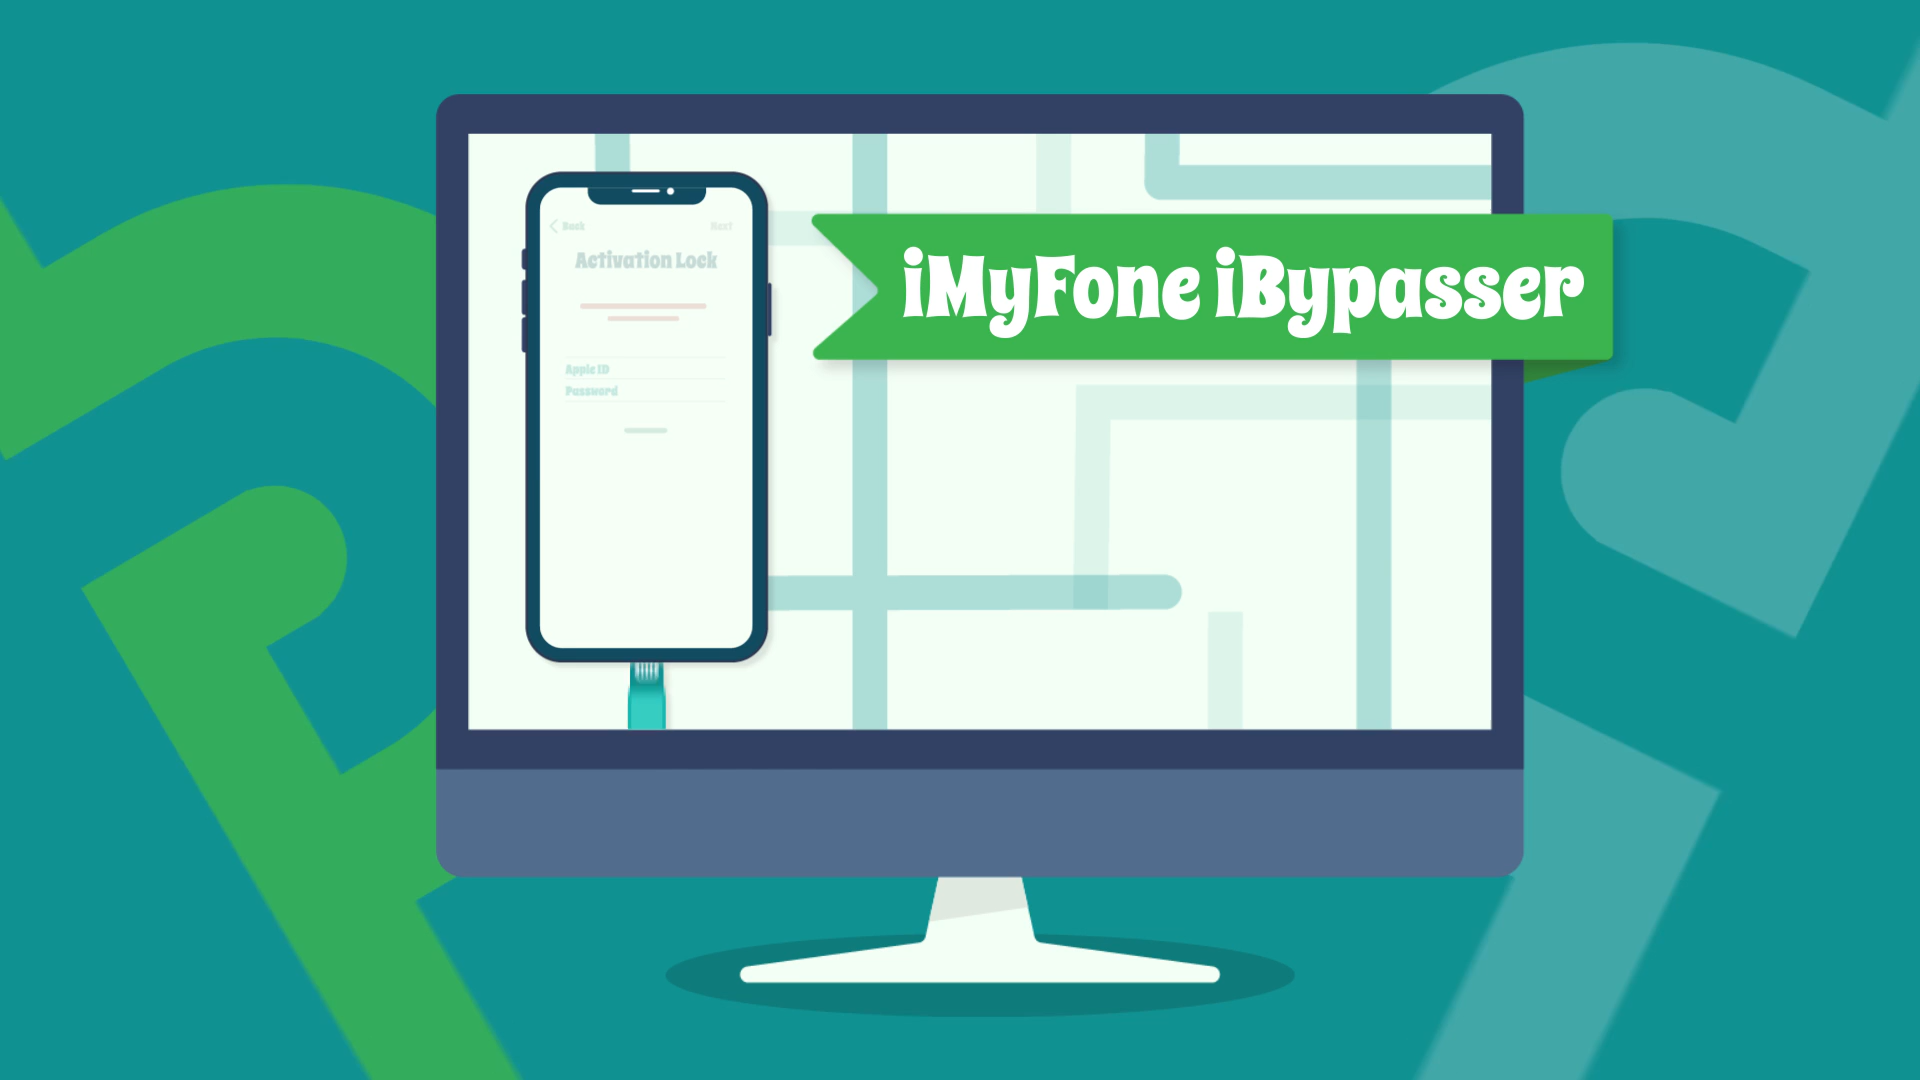 Back
Next
Activation Lock
iMyFone iBypasser
Apple ID
Password